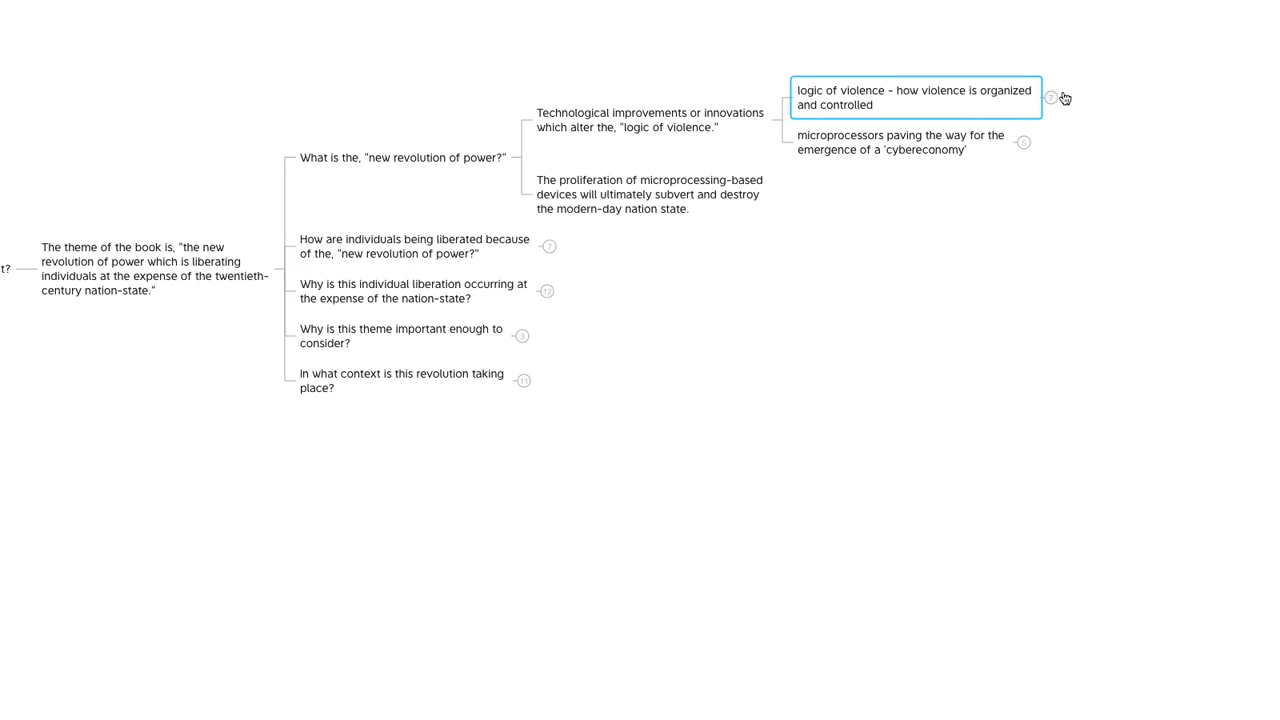 logic of violence - how violence is organized
and controlled
7
Technological improvements or innovations
which alter the, "logic of violence."
microprocessors paving the way for the
emergence of a 'cybereconomy'
5
What is the, "new revolution of power?"
The proliferation of microprocessing-based
devices will ultimately subvert and destroy
the modern-day nation state.
t?
The theme of the book is, "the new
revolution of power which is liberating
individuals at the expense of the twentieth-
century nation-state."
How are individuals being liberated because
of the, "new revolution of power?"
7
Why is this individual liberation occurring at
the expense of the nation-state?
12
Why is this theme important enough to
consider?
3
In what context is this revolution taking
place?
11